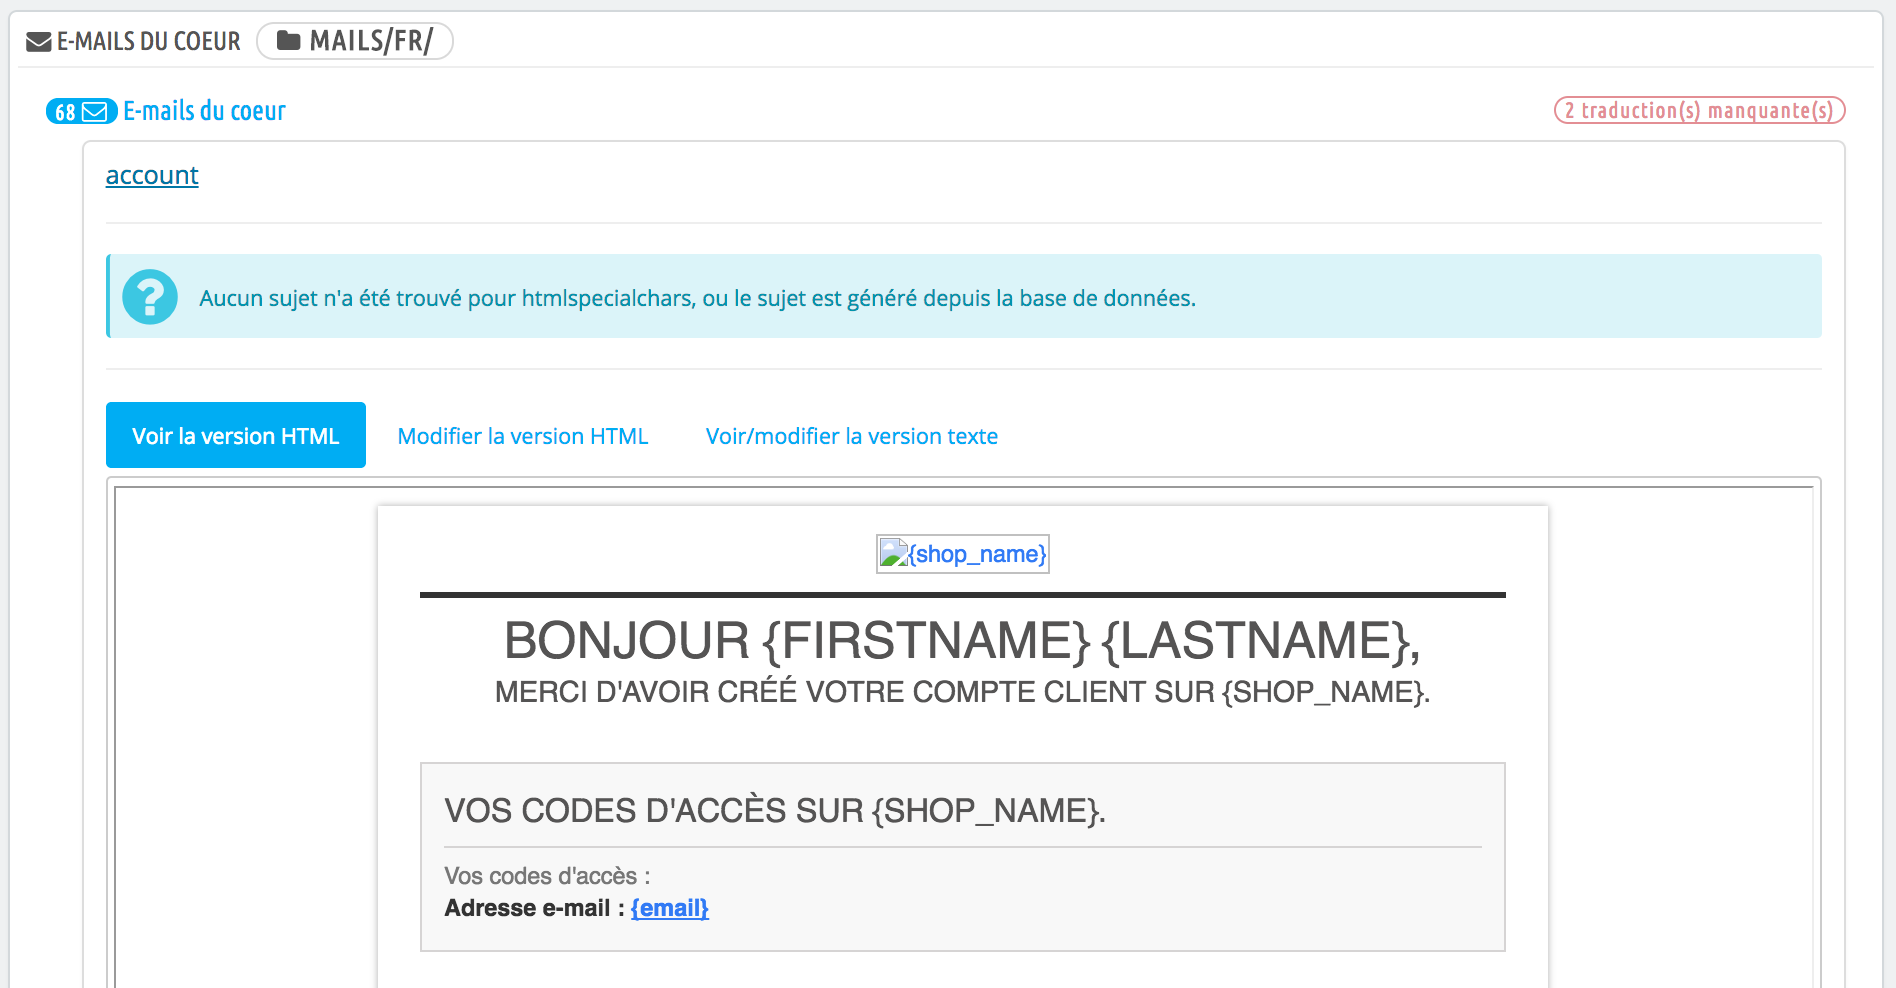 E-MAILS DU COEUR MAILS/FR/
68 E-mails du coeur 2 traduction(s) manquante(s)
account
Aucun sujet n'a été trouvé pour htmlspecialchars, ou le sujet est généré depuis la base de données.
Voir la version HTML Modifier la version HTML Voir/modifier la version texte
{shop_name}
BONJOUR {FIRSTNAME} {LASTNAME},
MERCI D'AVOIR CRÉÉ VOTRE COMPTE CLIENT SUR {SHOP_NAME}.
VOS CODES D'ACCÈS SUR {SHOP_NAME}.
Vos codes d'accès :
Adresse e-mail : {email}